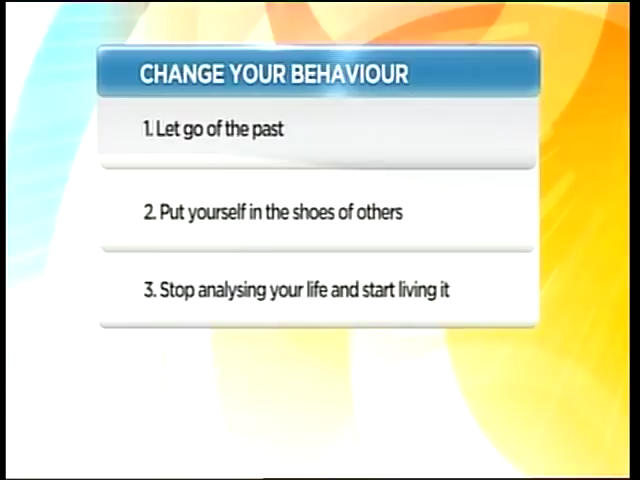 CHANGE YOUR BEHAVIOUR
1. Let go of the past
2. Put yourself in the shoes of others
3. Stop analysing your life and start living it